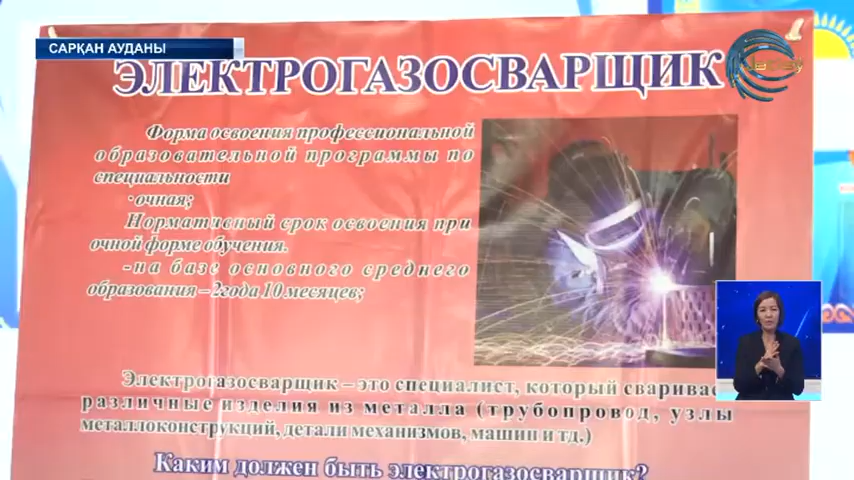 САРҚАН АУДАНЫ
ЭЛЕКТРОГАЗОСВАРЩИК
Форма освоения профессиональной
образовательной программы по
специальности
·очная;
Нормативный срок освоения при
очной форме обучения.
-на базе основного среднего
образования – 2года 10 месяцев;
Электрогазосварщик – это специалист, который
различные изделия из металла (трубопровод, узлы
металлоконструкций, детали механизмов, машин и тд.)
Каким должен быть электрогазосварщик?